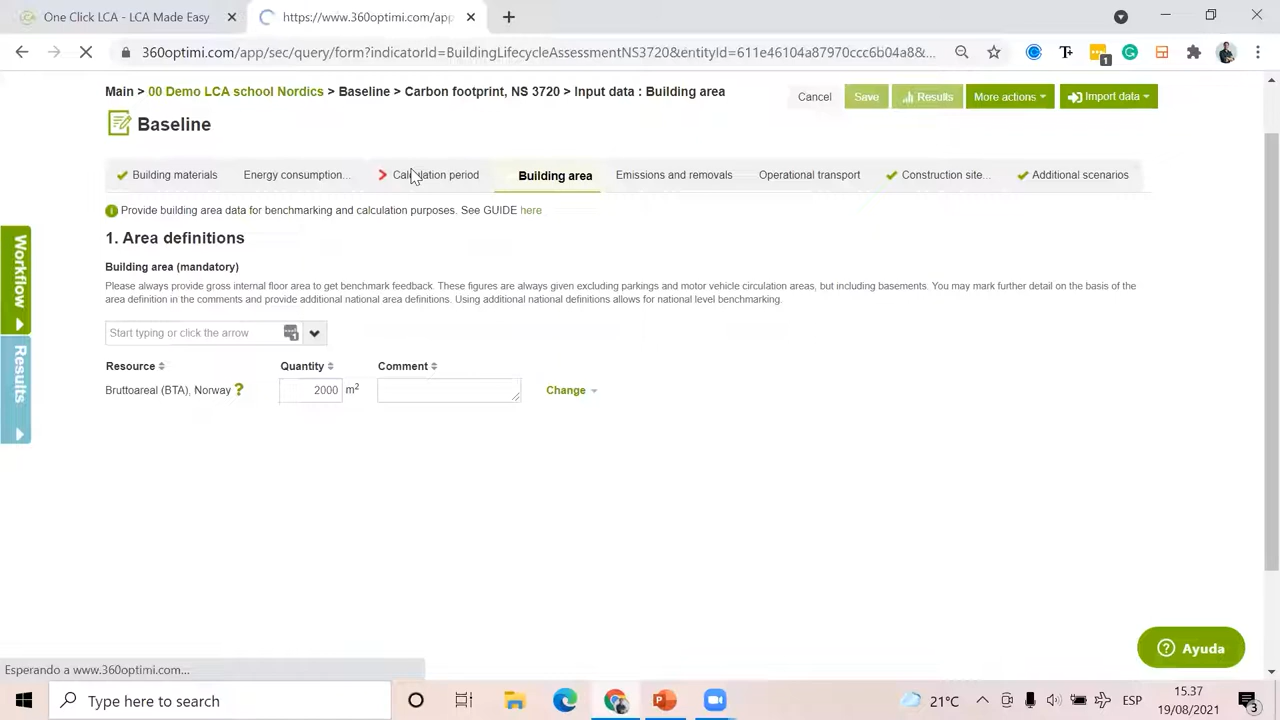 One Click LCA - LCA Made Easy
https://www.360optimi.com/app
360optimi.com/app/sec/query/form?indicatorId=BuildingLifecycleAssessmentNS3720&entityId=611e46104a87970ccc6b04a8&...
1
Main > 00 Demo LCA school Nordics > Baseline > Carbon footprint, NS 3720 > Input data : Building area
Cancel
Save
Results
More actions
Import data
Baseline
Building materials
Energy consumption...
Calculation period
Building area
Emissions and removals
Operational transport
Construction site...
Additional scenarios
Provide building area data for benchmarking and calculation purposes. See GUIDE here
1. Area definitions
Building area (mandatory)
Please always provide gross internal floor area to get benchmark feedback. These figures are always given excluding parkings and motor vehicle circulation areas, but including basements. You may mark further detail on the basis of the
area definition in the comments and provide additional national area definitions. Using additional national definitions allows for national level benchmarking.
Start typing or click the arrow
1
Resource
Quantity
Comment
Bruttoareal (BTA), Norway ?
2000
m²
Change
Workflow
Results
Ayuda
Esperando a www.360optimi.com...
Type here to search
21°C
ESP
15.37
19/08/2021
3